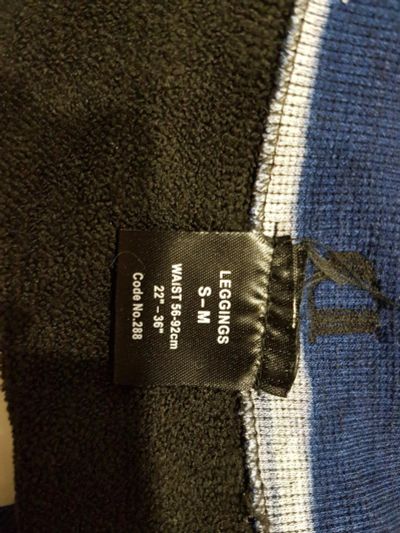 LEGGINGS
S-M
WAIST 56-92cm
22" - 36"
Code No.288